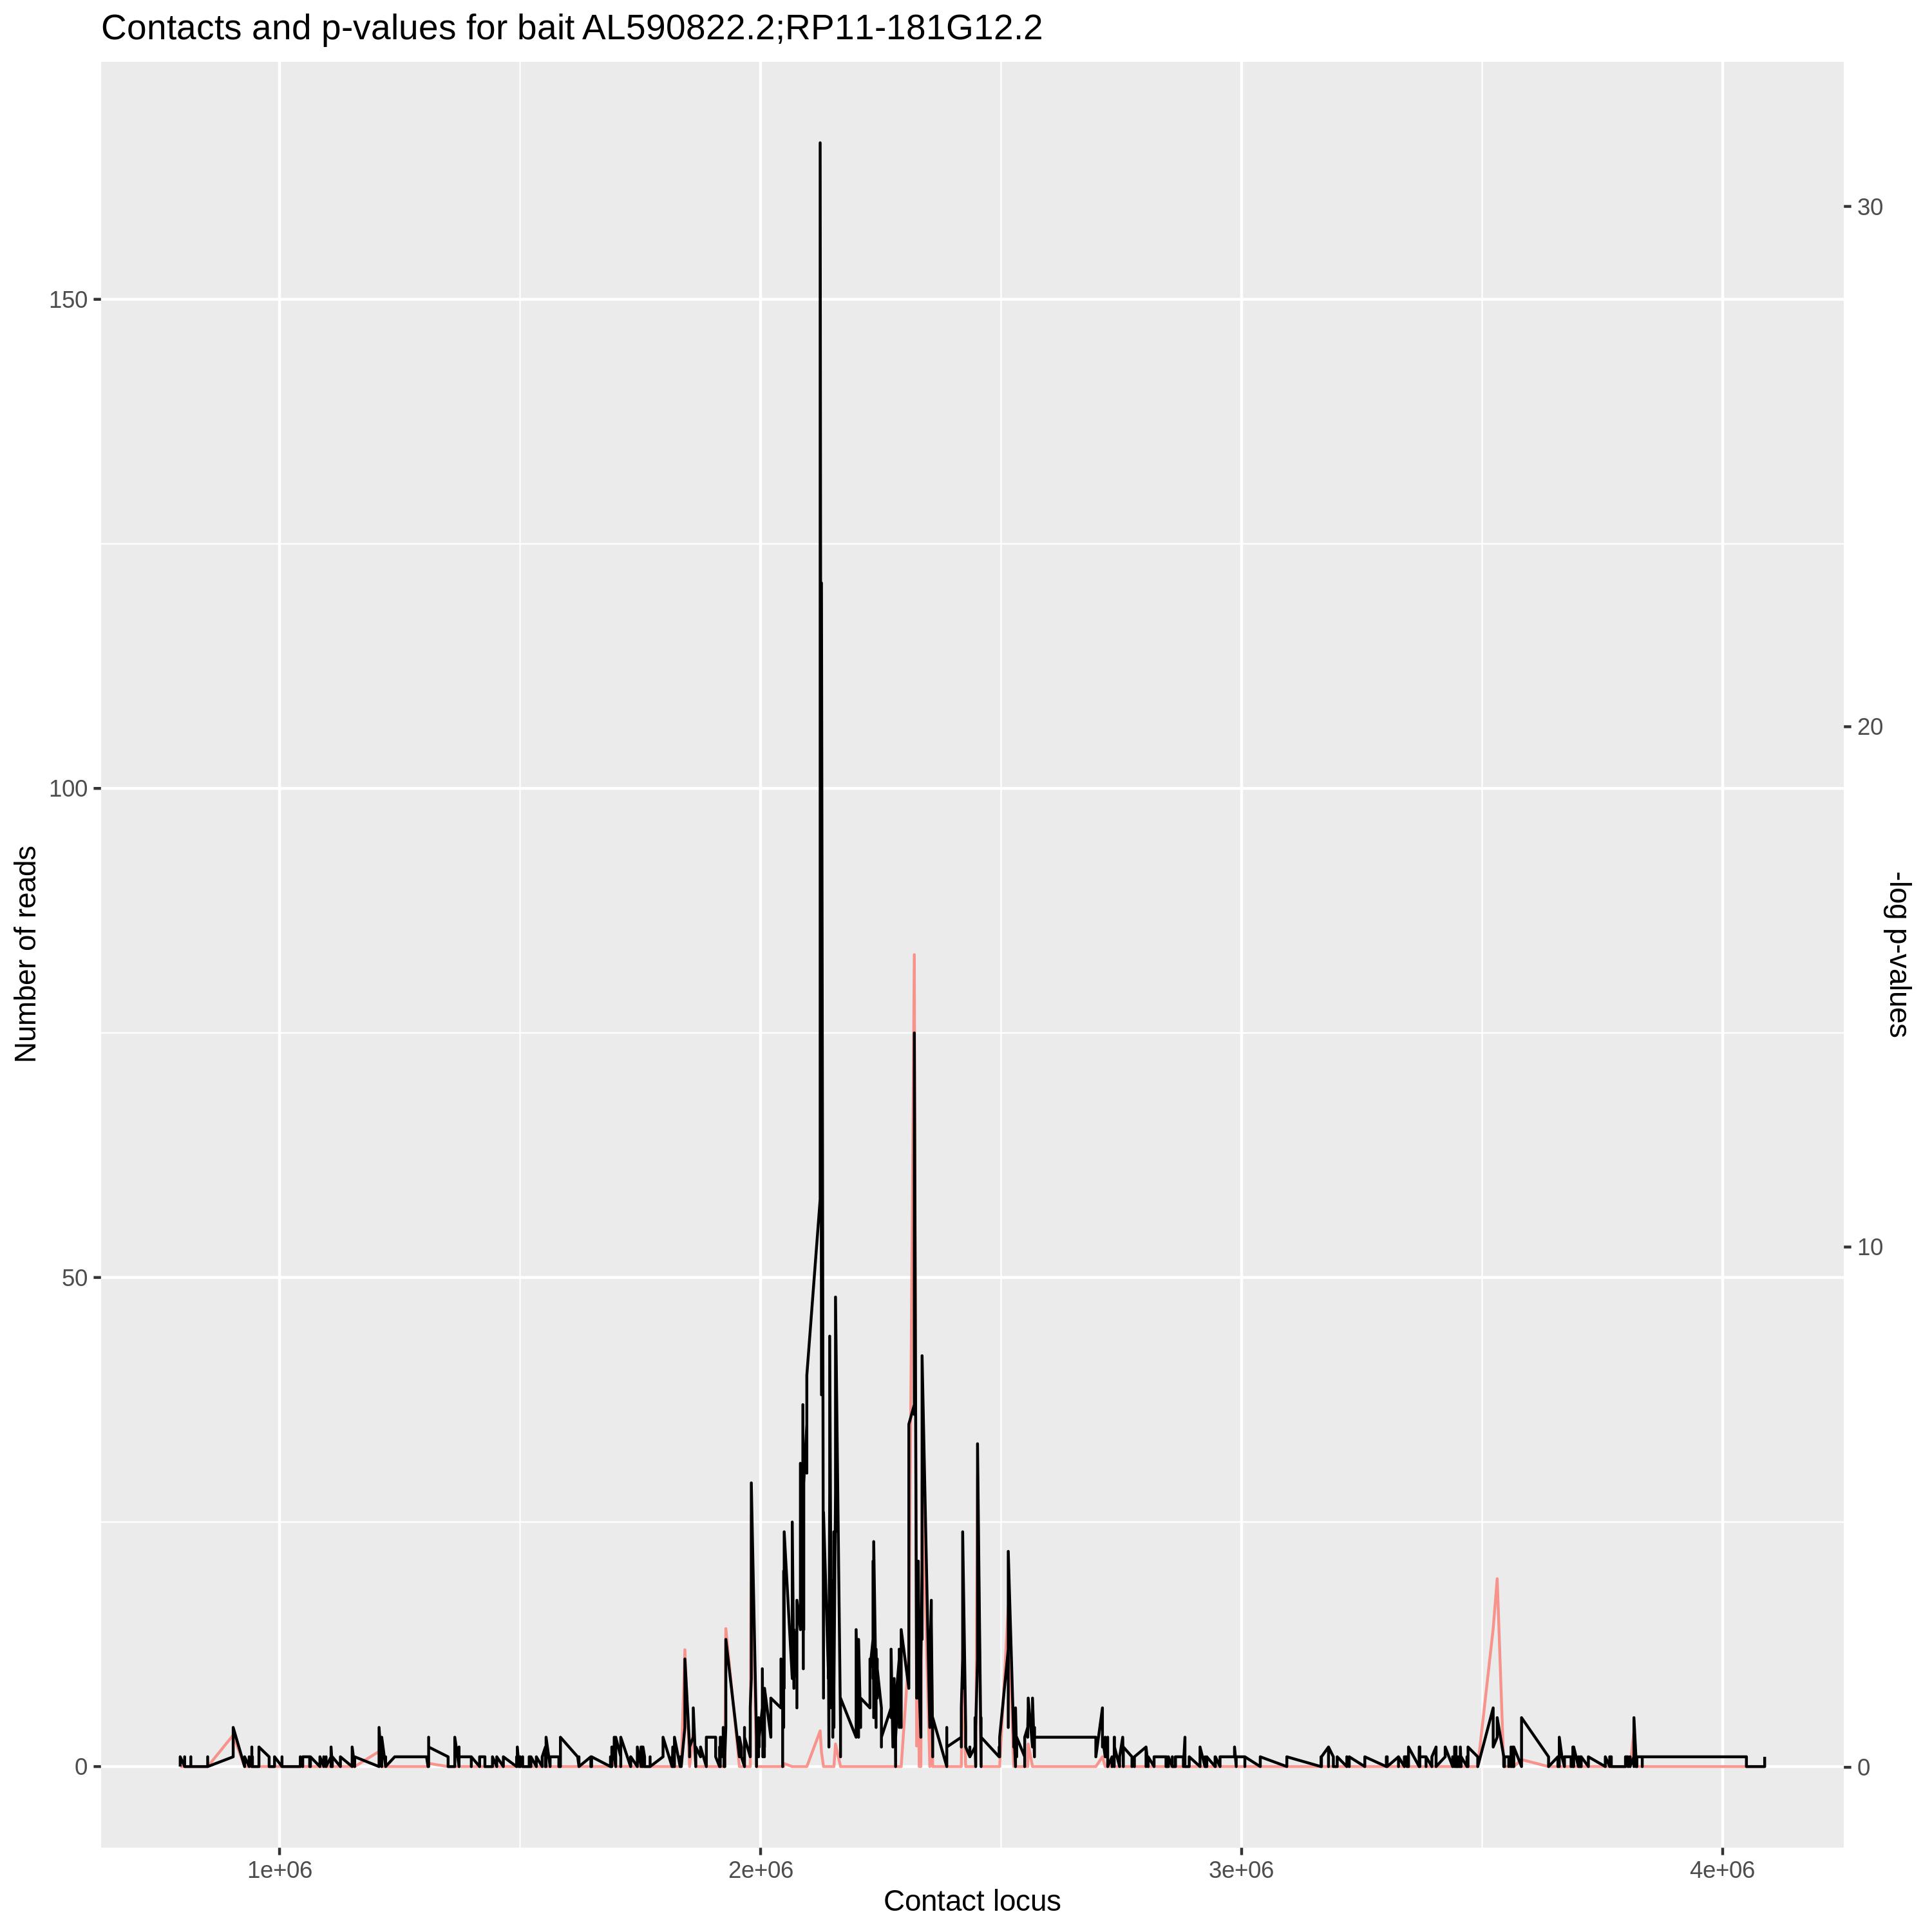 Contacts and p-values for bait AL590822.2;RP11-181G12.2
150
100
50
0
Number of reads
30
20
10
0
-log p-values
1e+06
2e+06
3e+06
4e+06
Contact locus